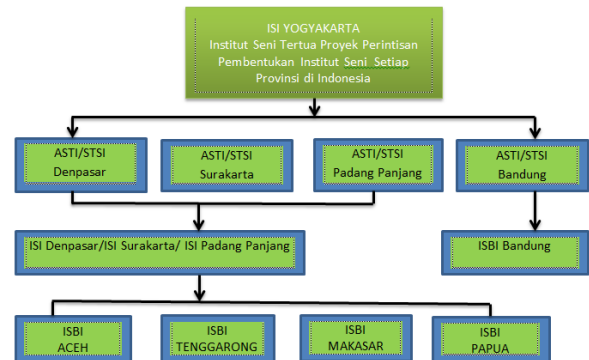 ISI YOGYAKARTA
Institut Seni Tertua Proyek Perintisan
Pembentukan Institut Seni Setiap
Provinsi di Indonesia
ASTI/STSI
Denpasar
ASTI/STSI
Surakarta
ASTI/STSI
Padang Panjang
ASTI/STSI
Bandung
ISI Denpasar/ISI Surakarta/ ISI Padang Panjang
ISBI Bandung
ISBI
ACEH
ISBI
TENGGARONG
ISBI
MAKASAR
ISBI
PAPUA